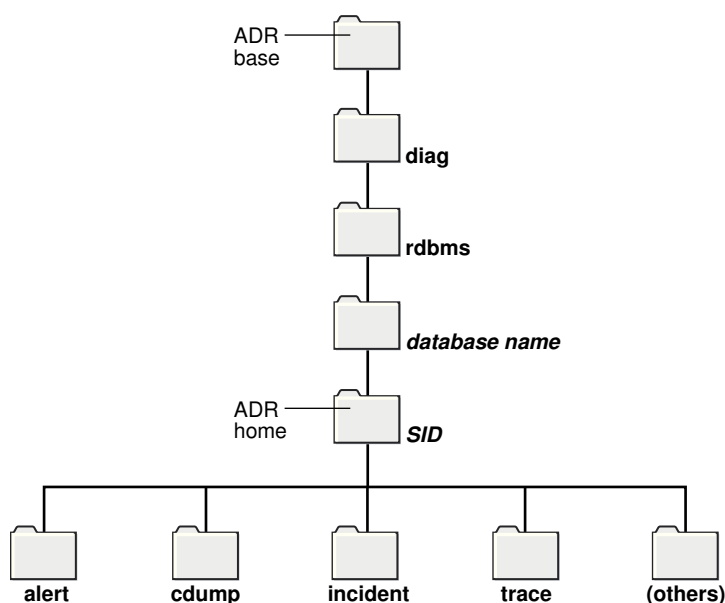 ADR
base
diag
rdbms
database name
ADR
home
SID
alert
cdump
incident
trace
(others)